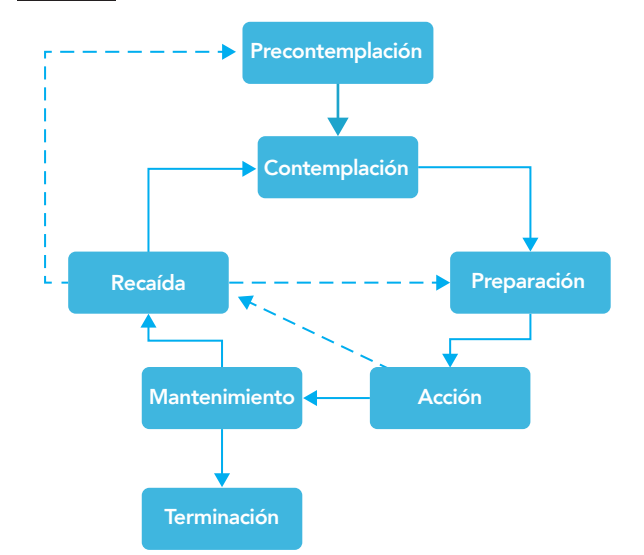 Precontemplación
Contemplación
Recaída
Preparación
Mantenimiento
Acción
Terminación